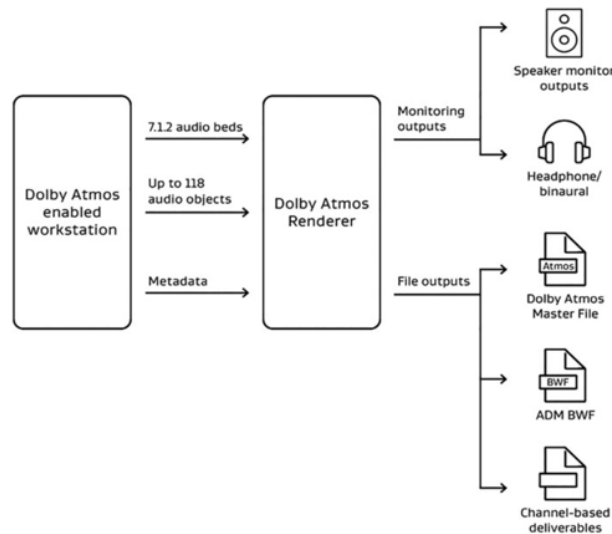 Dolby Atmos
enabled
workstation
7.1.2 audio beds
Up to 118
audio objects
Metadata
Dolby Atmos
Renderer
Monitoring
outputs
Speaker monitor
outputs
Headphone/
binaural
File outputs
Atmos
Dolby Atmos
Master File
BWF
ADM BWF
Channel-based
deliverables